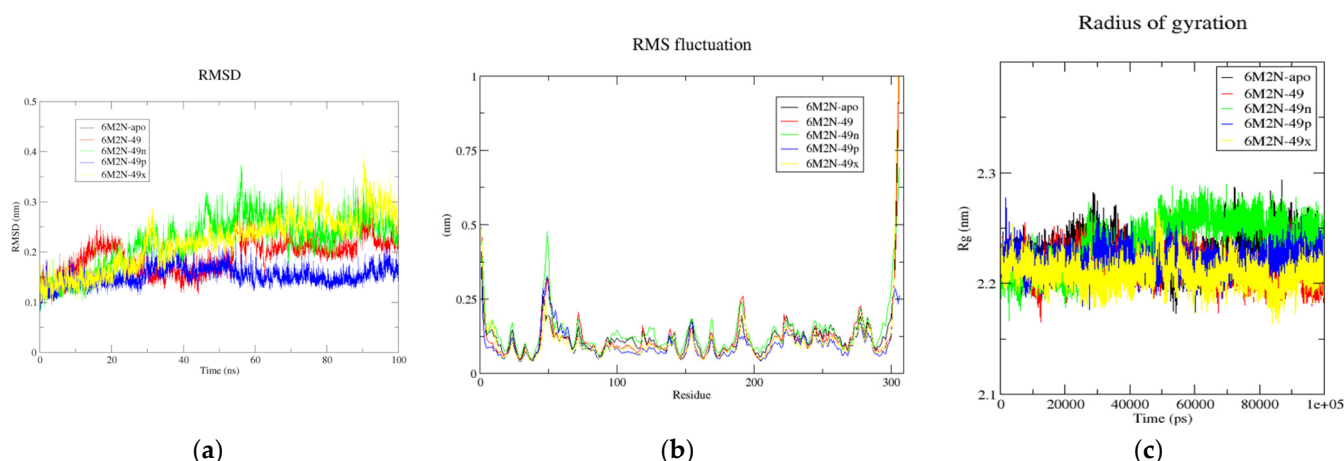 RMSD
0.5
0.4
0.3
0.2
0.1
0
RMSD (nm)
6M2N-apo
6M2N-49
6M2N-49n
6M2N-49p
6M2N-49x
0 20 40 60 80 100
Time (ns)
(a)
RMS fluctuation
1
0.75
0.5
0.25
0
(nm)
6M2N-apo
6M2N-49
6M2N-49n
6M2N-49p
6M2N-49x
0 100 200 300
Residue
(b)
Radius of gyration
2.3
2.2
2.1
Rg (nm)
6M2N-apo
6M2N-49
6M2N-49n
6M2N-49p
6M2N-49x
0 20000 40000 60000 80000 1e+05
Time (ps)
(c)